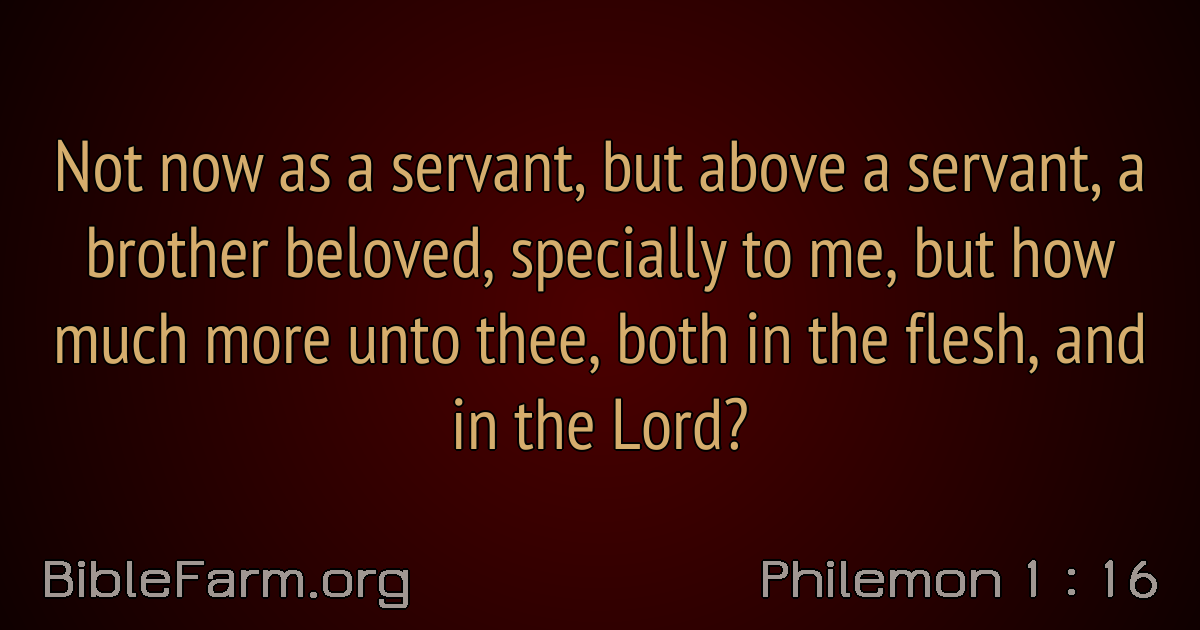 Not now as a servant, but above a servant, a
brother beloved, specially to me, but how
much more unto thee, both in the flesh, and
in the Lord?
BibleFarm.org
Philemon 1 : 16